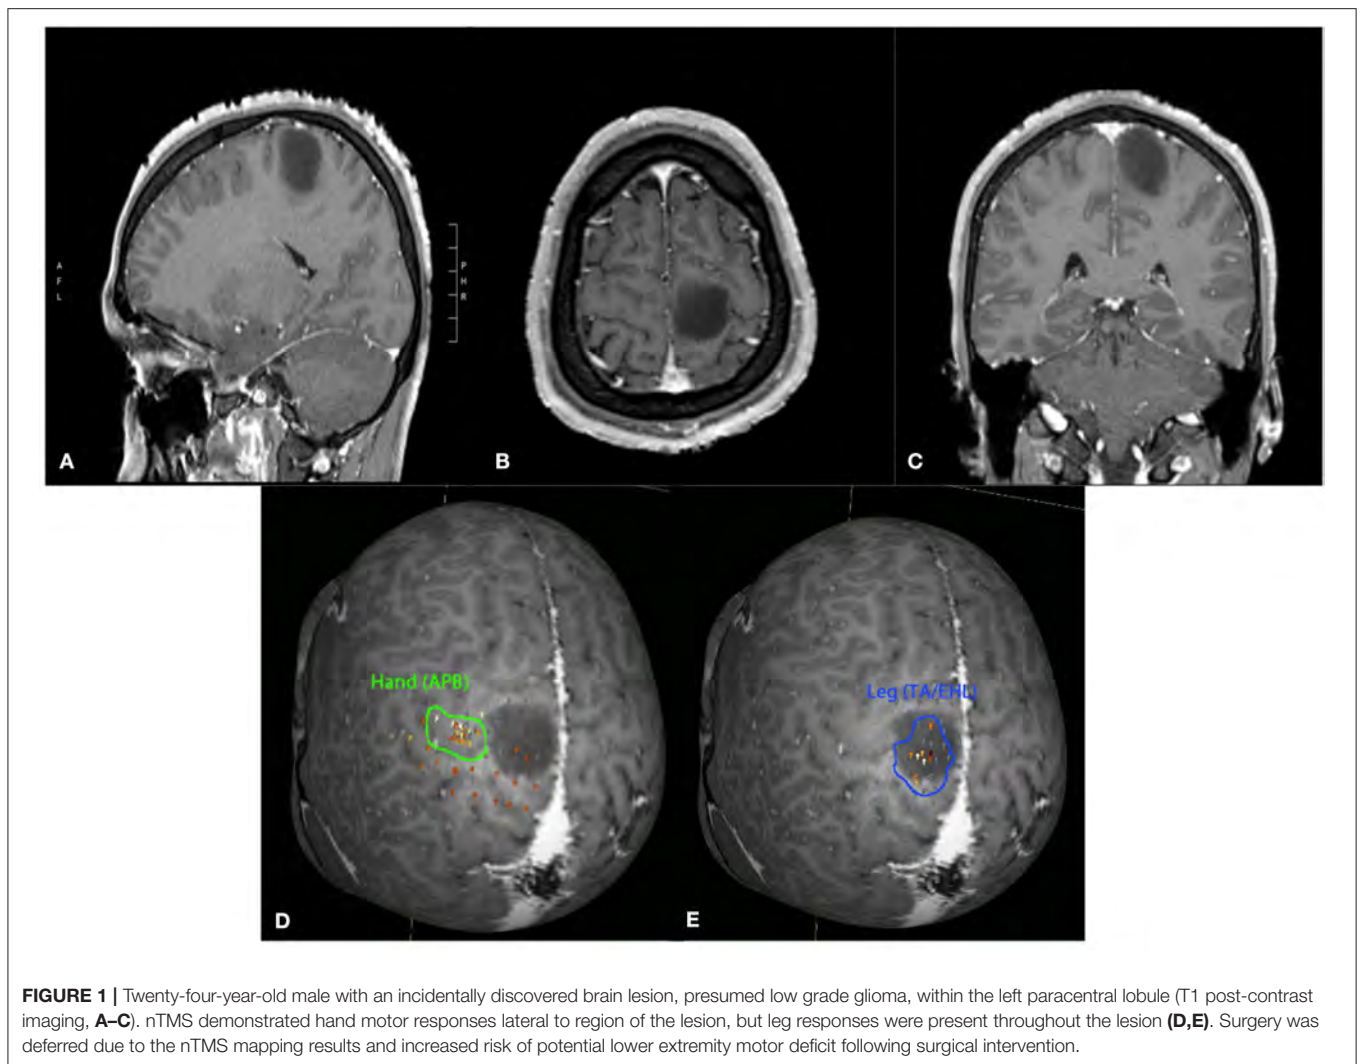 A
F
L
P
H
R
A
B
C
Hand (APB)
Leg (TA/EHL)
D
E
FIGURE 1 | Twenty-four-year-old male with an incidentally discovered brain lesion, presumed low grade glioma, within the left paracentral lobule (T1 post-contrast
imaging, A–C). nTMS demonstrated hand motor responses lateral to region of the lesion, but leg responses were present throughout the lesion (D,E). Surgery was
deferred due to the nTMS mapping results and increased risk of potential lower extremity motor deficit following surgical intervention.